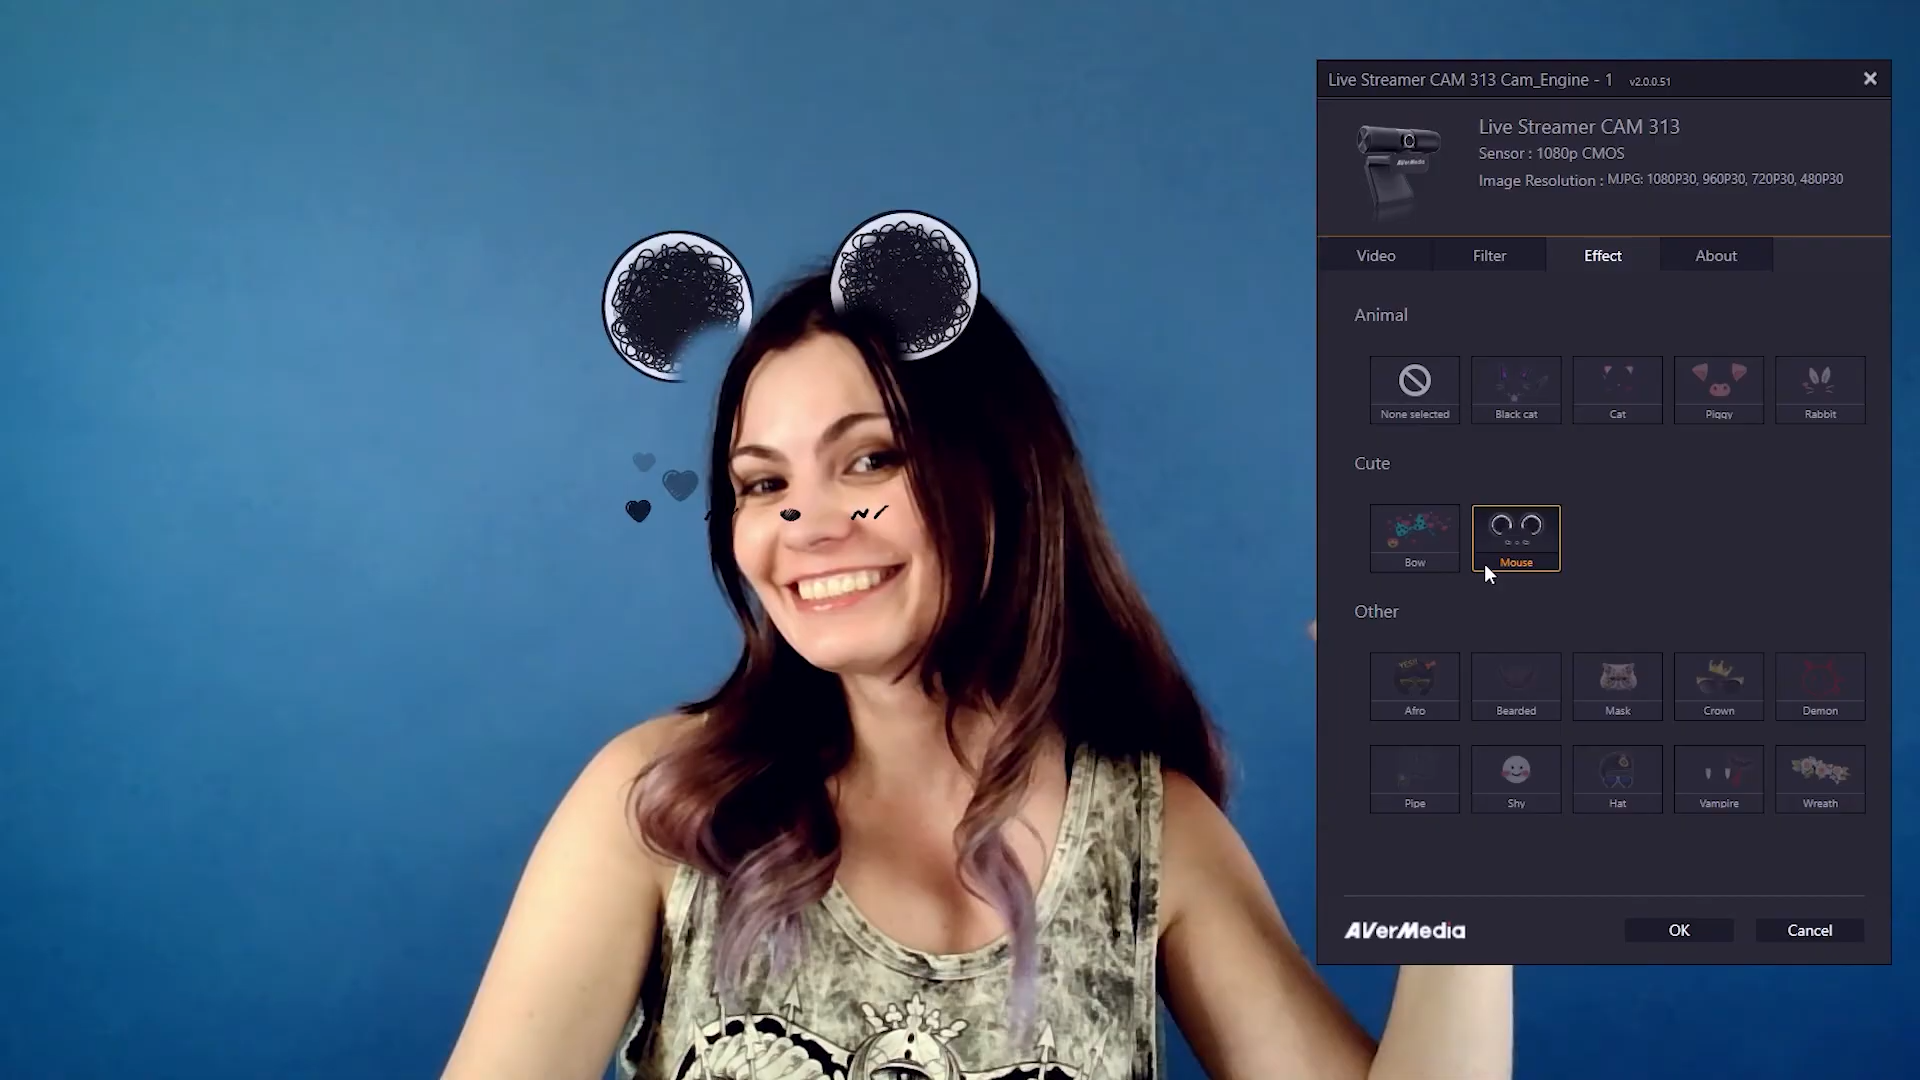 Live Streamer CAM 313 Cam_Engine - 1 v2.0.0.51
Live Streamer CAM 313
Sensor : 1080p CMOS
Image Resolution : MJPG: 1080P30, 960P30, 720P30, 480P30
Video Filter Effect About
Animal
None selected Black cat Cat Piggy Rabbit
Cute
Bow Mouse
Other
YES!!
Afro Bearded Mask Crown Demon
Pipe Shy Hat Vampire Wreath
AVerMedia OK Cancel